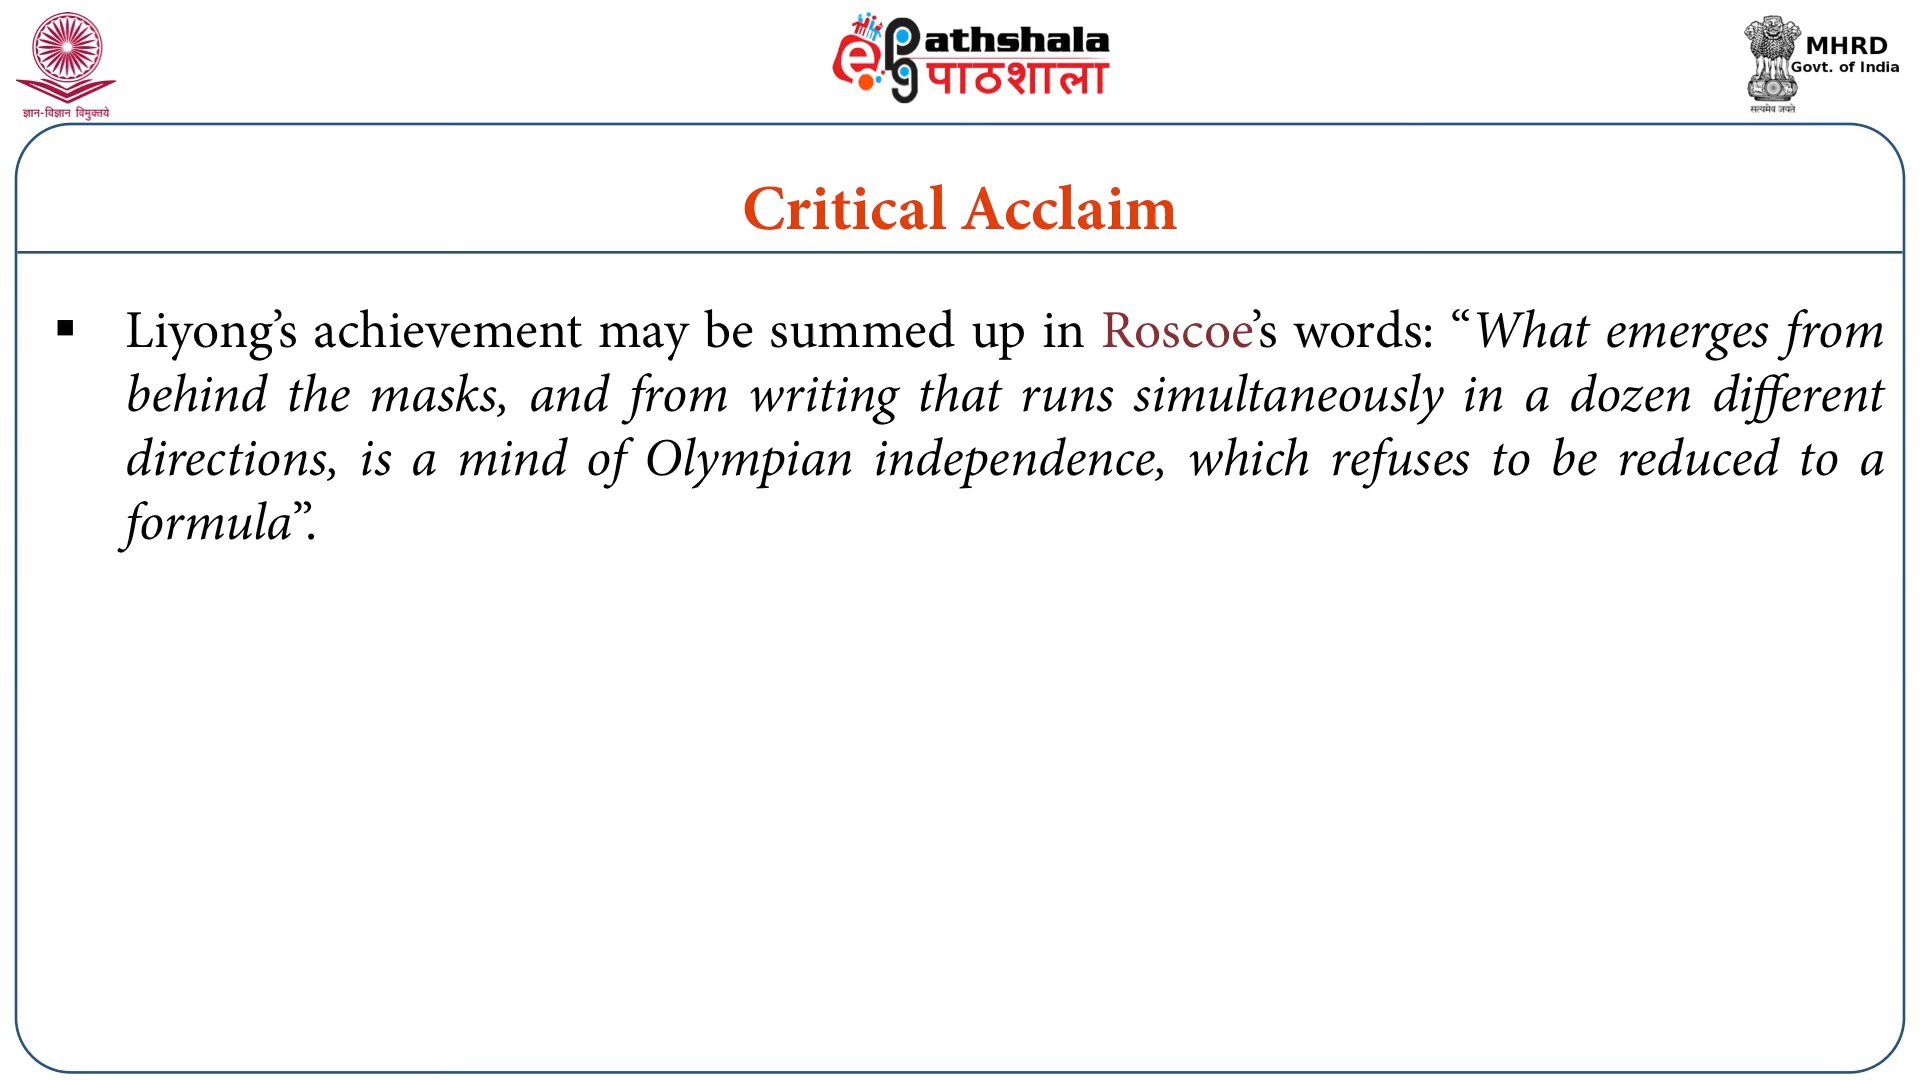 ज्ञान-विज्ञान विमुक्तये
ePathshala
पाठशाला
MHRD
Govt. of India
सत्यमेव जयते
Critical Acclaim
▪ Liyong’s achievement may be summed up in Roscoe’s words: “What emerges from
behind the masks, and from writing that runs simultaneously in a dozen different
directions, is a mind of Olympian independence, which refuses to be reduced to a
formula”.